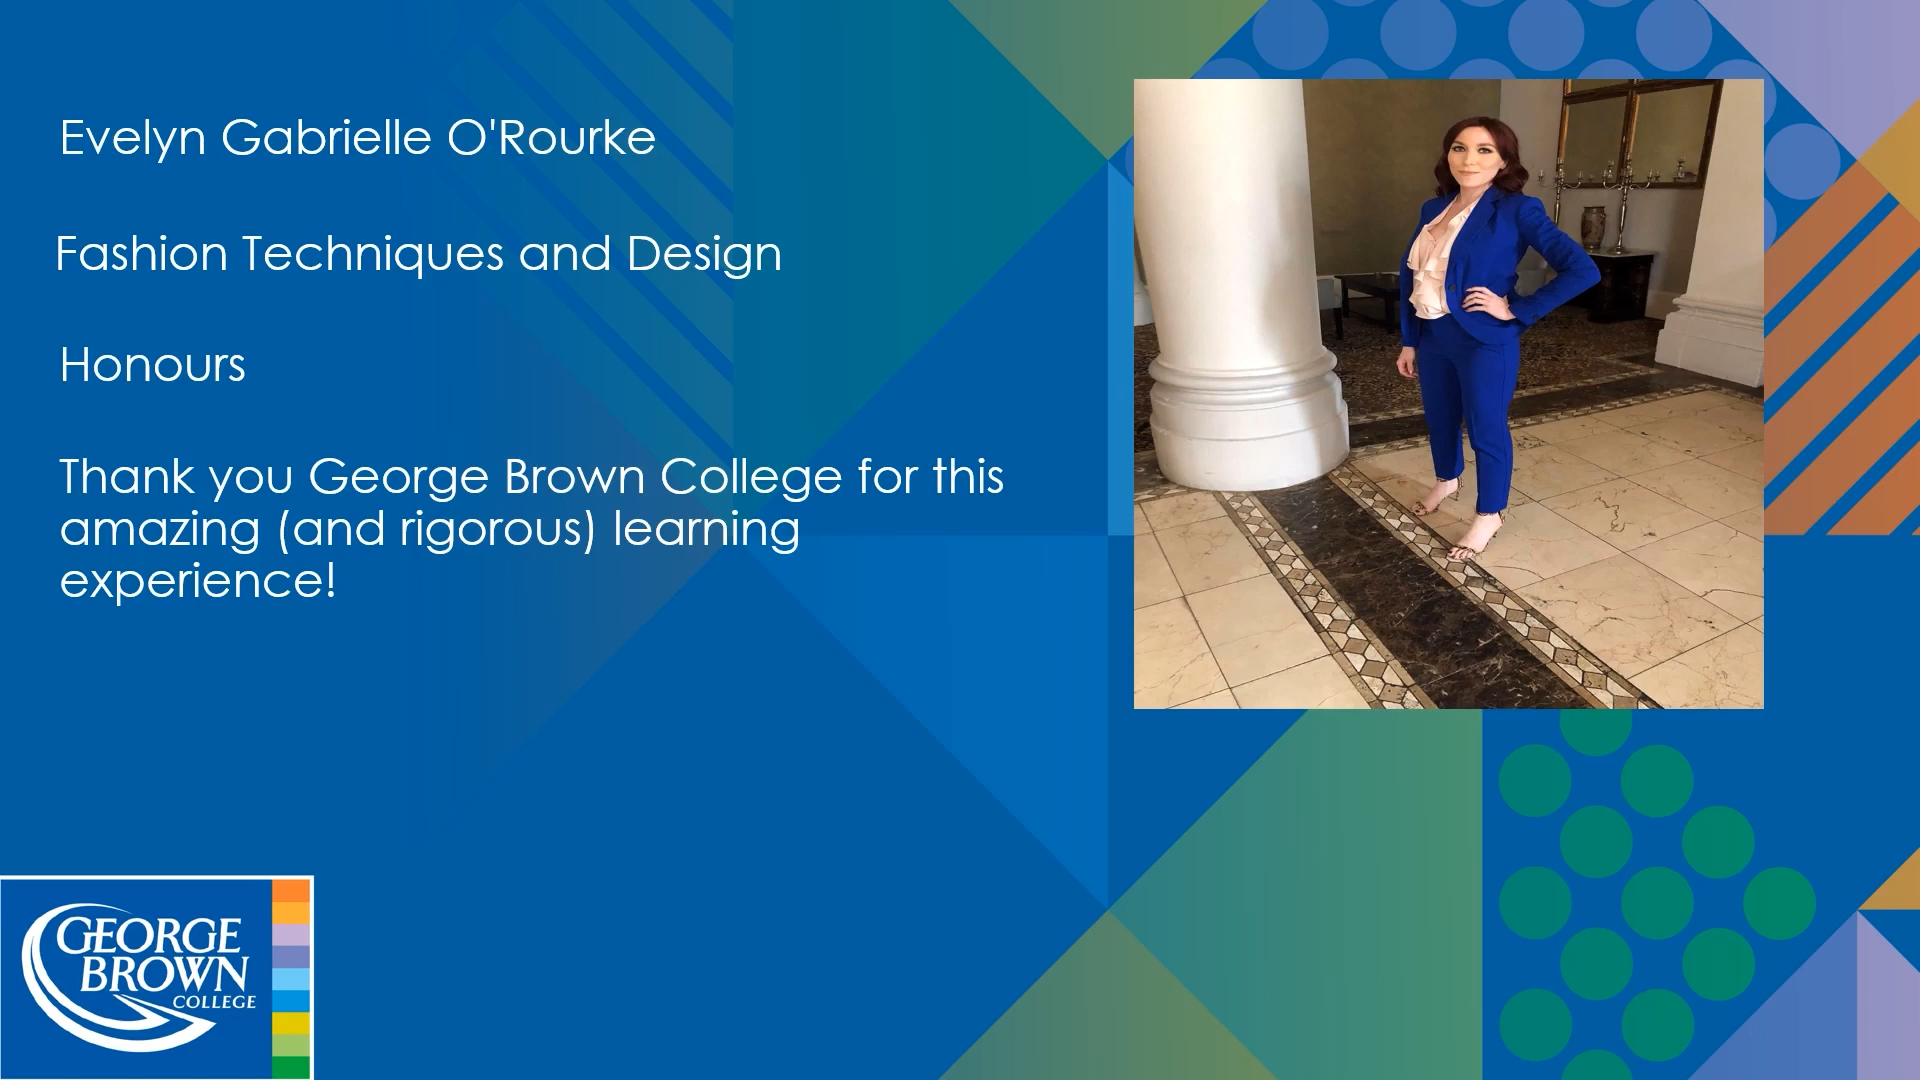 Evelyn Gabrielle O'Rourke
Fashion Techniques and Design
Honours
Thank you George Brown College for this
amazing (and rigorous) learning
experience!
GEORGE
BROWN
COLLEGE